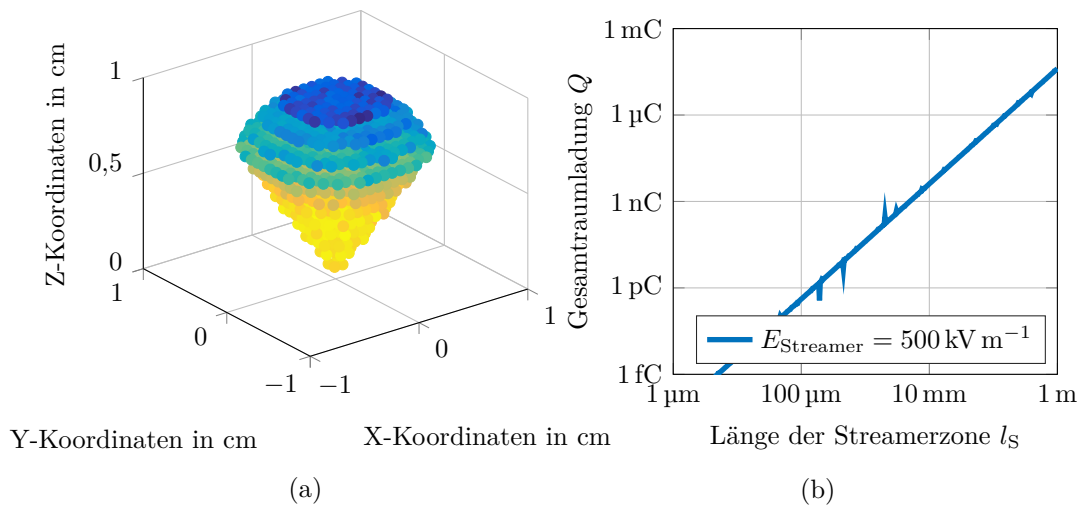 1
0,5
0
1
0
−1
−1
0
1
Z-Koordinaten in cm
Y-Koordinaten in cm
X-Koordinaten in cm
(a)
1 mC
1 µC
1 nC
1 pC
1 fC
1 µm
100 µm
10 mm
1 m
Gesamtraumladung Q
E_Streamer = 500 kV m⁻¹
Länge der Streamerzone l_S
(b)